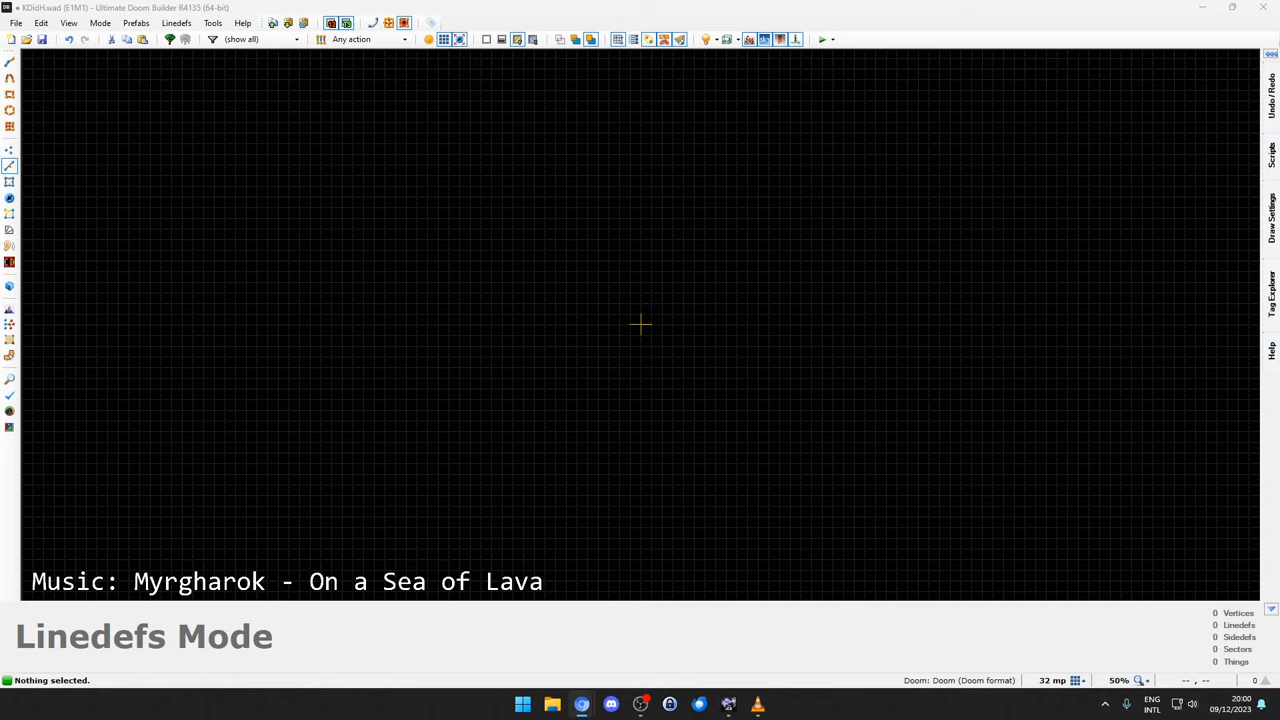 KDidH.wad (E1M1) - Ultimate Doom Builder R4135 (64-bit)
File Edit View Mode Prefabs Linedefs Tools Help
(show all) Any action
Undo / Redo
Scripts
Draw Settings
Tag Explorer
Help
Music: Myrgharok - On a Sea of Lava
Linedefs Mode
0 Vertices
0 Linedefs
0 Sidedefs
0 Sectors
0 Things
Nothing selected.
Doom: Doom (Doom format) 32 mp 50% -- , -- 0
ENG
INTL
20:00
09/12/2023